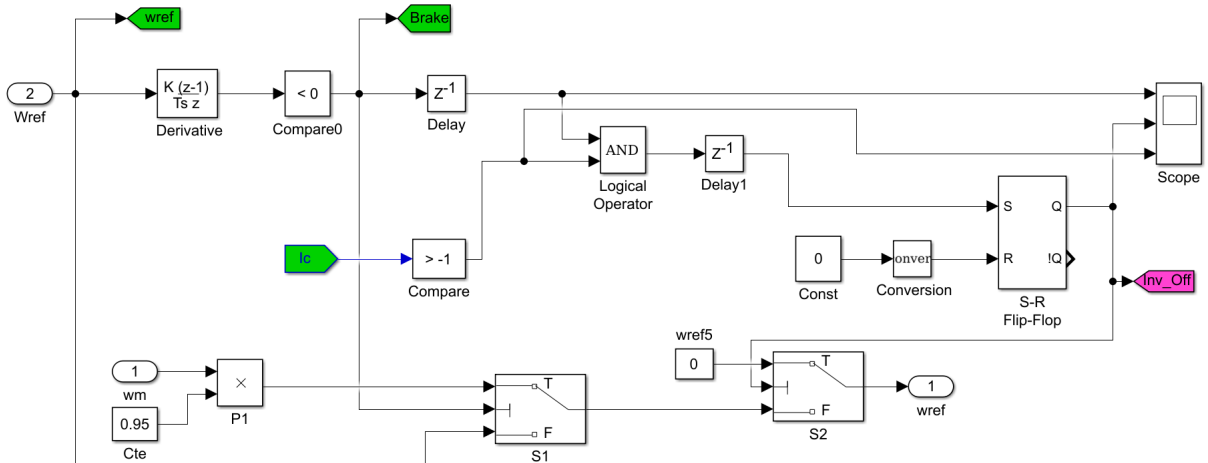 wref
Brake
2
Wref
K (z-1)
Ts z
Derivative
< 0
Compare0
Z-1
Delay
AND
Logical
Operator
Z-1
Delay1
Scope
Ic
> -1
Compare
0
Const
onver
Conversion
S
Q
R
!Q
S-R
Flip-Flop
Inv_Off
wref5
0
T
F
S2
1
wref
1
wm
×
P1
0.95
Cte
T
F
S1